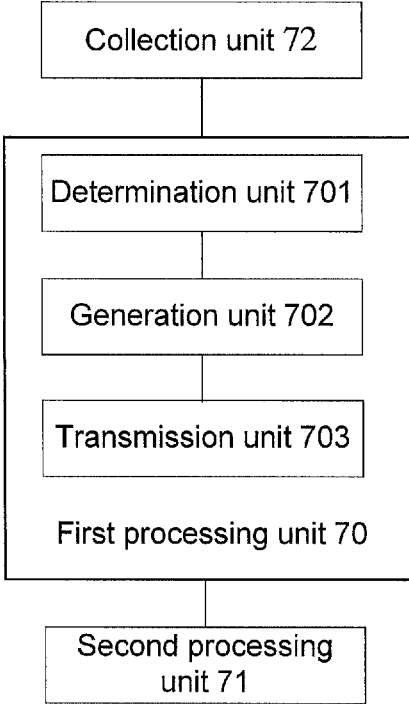 Collection unit 72
Determination unit 701
Generation unit 702
Transmission unit 703
First processing unit 70
Second processing
unit 71